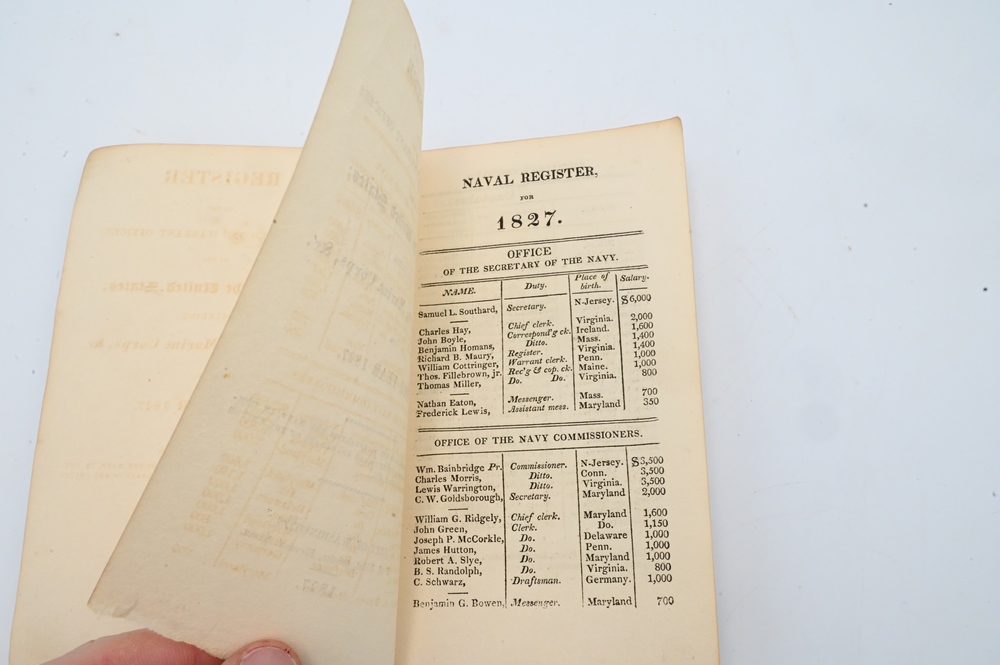 NAVAL REGISTER,
FOR
1827.
OFFICE
OF THE SECRETARY OF THE NAVY.
NAME. Duty. Place of birth. Salary.
Samuel L. Southard, Secretary. N-Jersey. $6,000
Charles Hay, Chief clerk. Virginia. 2,000
John Boyle, Correspond'g ck. Ireland. 1,600
Benjamin Homans, Ditto. Mass. 1,400
Richard B. Maury, Register. Virginia. 1,400
William Cottringer, Warrant clerk. Penn. 1,000
Thos. Fillebrown, jr. Rec'g & cop. ck. Maine. 1,000
Thomas Miller, Do. Do. Virginia. 800
Nathan Eaton, Messenger. Mass. 700
Frederick Lewis, Assistant mess. Maryland 350
OFFICE OF THE NAVY COMMISSIONERS.
Wm. Bainbridge Pr. Commissioner. N-Jersey. $3,500
Charles Morris, Ditto. Conn. 3,500
Lewis Warrington, Ditto. Virginia. 3,500
C. W. Goldsborough, Secretary. Maryland 2,000
William G. Ridgely, Chief clerk. Maryland 1,600
John Green, Clerk. Do. 1,150
Joseph P. McCorkle, Do. Delaware 1,000
James Hutton, Do. Penn. 1,000
Robert A. Slye, Do. Maryland 1,000
B. S. Randolph, Do. Virginia. 800
C. Schwarz, Draftsman. Germany. 1,000
Benjamin G. Bowen, Messenger. Maryland 700